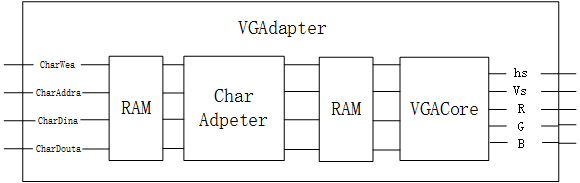 VGAdapter
CharWea
CharAddra
CharDina
CharDouta
RAM
Char
Adpeter
RAM
VGACore
hs
Vs
R
G
B